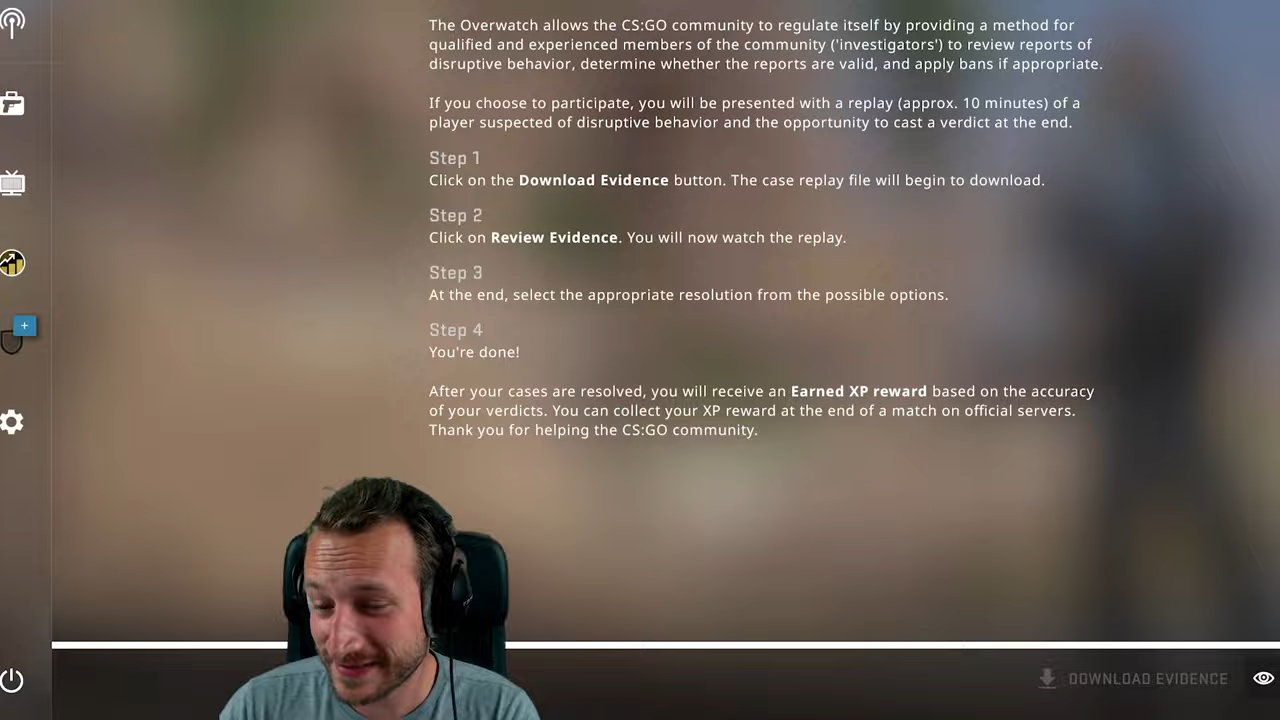 The Overwatch allows the CS:GO community to regulate itself by providing a method for
qualified and experienced members of the community ('investigators') to review reports of
disruptive behavior, determine whether the reports are valid, and apply bans if appropriate.
If you choose to participate, you will be presented with a replay (approx. 10 minutes) of a
player suspected of disruptive behavior and the opportunity to cast a verdict at the end.
Step 1
Click on the Download Evidence button. The case replay file will begin to download.
Step 2
Click on Review Evidence. You will now watch the replay.
Step 3
At the end, select the appropriate resolution from the possible options.
Step 4
You're done!
After your cases are resolved, you will receive an Earned XP reward based on the accuracy
of your verdicts. You can collect your XP reward at the end of a match on official servers.
Thank you for helping the CS:GO community.
DOWNLOAD EVIDENCE